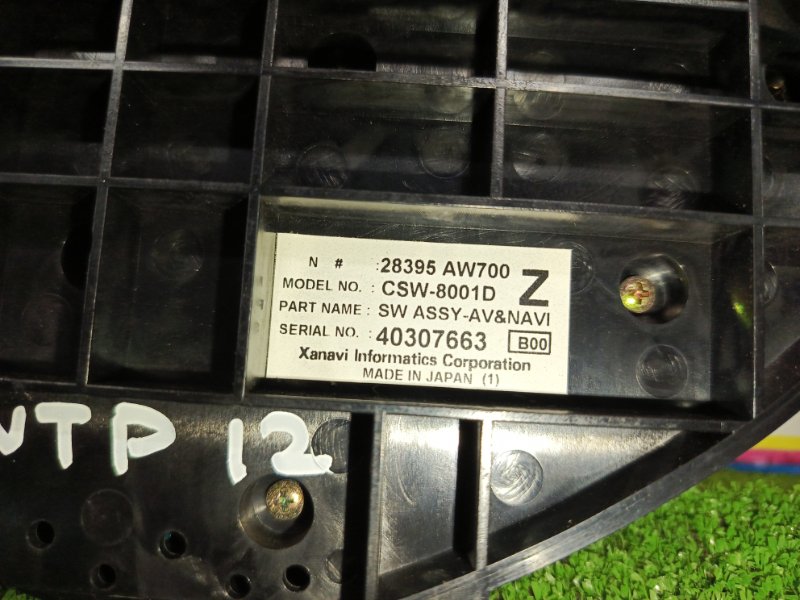 N # : 28395 AW700 Z
MODEL NO. : CSW-8001D
PART NAME : SW ASSY-AV&NAVI
SERIAL NO. : 40307663 B00
Xanavi Informatics Corporation
MADE IN JAPAN (1)
WTP 12